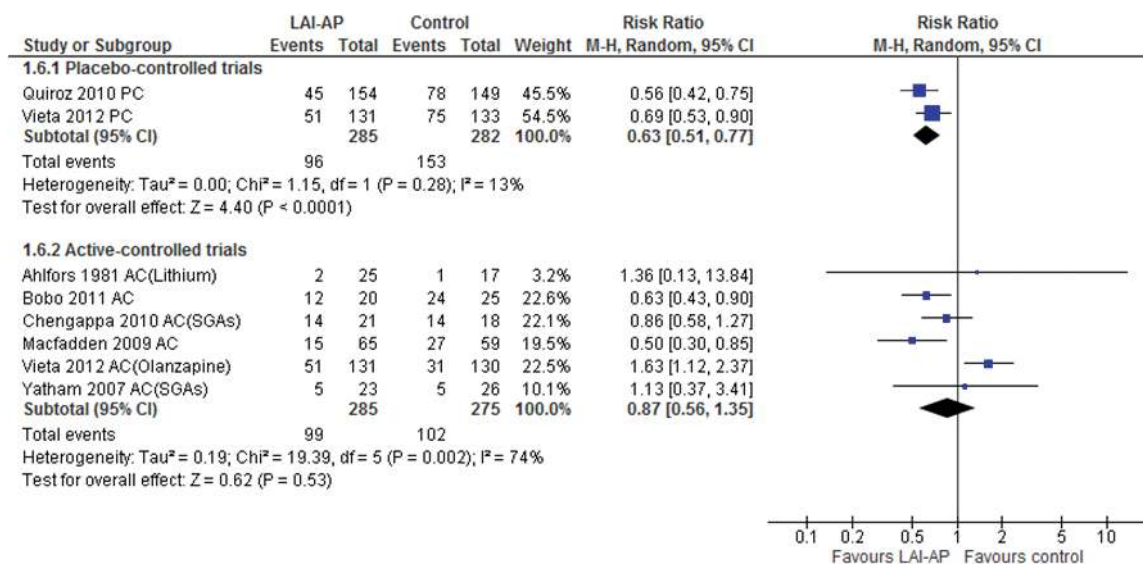 LAI-AP Control Risk Ratio Risk Ratio
Study or Subgroup Events Total Events Total Weight M-H, Random, 95% CI M-H, Random, 95% CI
1.6.1 Placebo-controlled trials
Quiroz 2010 PC 45 154 78 149 45.5% 0.56 [0.42, 0.75]
Vieta 2012 PC 51 131 75 133 54.5% 0.69 [0.53, 0.90]
Subtotal (95% CI) 285 282 100.0% 0.63 [0.51, 0.77]
Total events 96 153
Heterogeneity: Tau² = 0.00; Chi² = 1.15, df = 1 (P = 0.28); I² = 13%
Test for overall effect: Z = 4.40 (P < 0.0001)
1.6.2 Active-controlled trials
Ahlfors 1981 AC(Lithium) 2 25 1 17 3.2% 1.36 [0.13, 13.84]
Bobo 2011 AC 12 20 24 25 22.6% 0.63 [0.43, 0.90]
Chengappa 2010 AC(SGAs) 14 21 14 18 22.1% 0.86 [0.58, 1.27]
Macfadden 2009 AC 15 65 27 59 19.5% 0.50 [0.30, 0.85]
Vieta 2012 AC(Olanzapine) 51 131 31 130 22.5% 1.63 [1.12, 2.37]
Yatham 2007 AC(SGAs) 5 23 5 26 10.1% 1.13 [0.37, 3.41]
Subtotal (95% CI) 285 275 100.0% 0.87 [0.56, 1.35]
Total events 99 102
Heterogeneity: Tau² = 0.19; Chi² = 19.39, df = 5 (P = 0.002); I² = 74%
Test for overall effect: Z = 0.62 (P = 0.53)
0.1 0.2 0.5 1 2 5 10
Favours LAI-AP Favours control